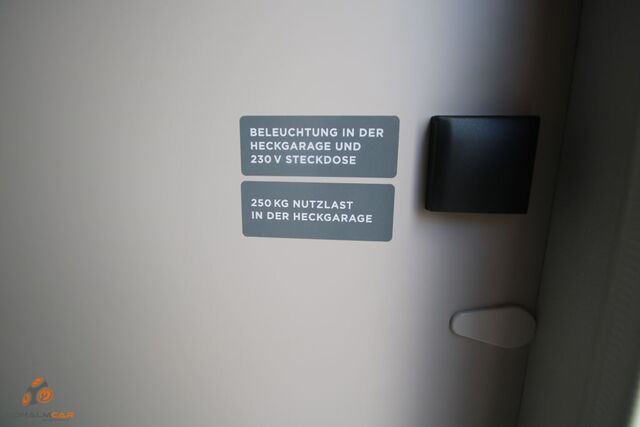 BELEUCHTUNG IN DER
HECKGARAGE UND
230 V STECKDOSE
250 KG NUTZLAST
IN DER HECKGARAGE